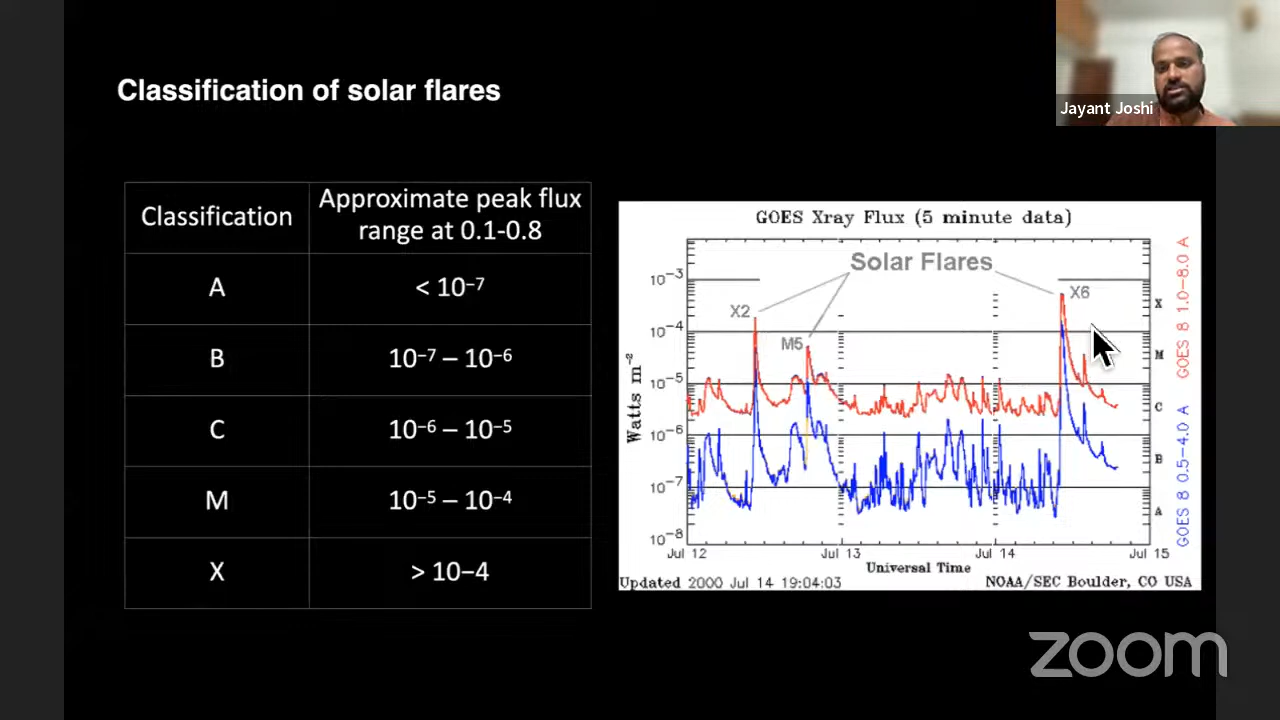 Classification of solar flares
Jayant Joshi
Classification
Approximate peak flux
range at 0.1-0.8
A
< 10⁻⁷
B
10⁻⁷ – 10⁻⁶
C
10⁻⁶ – 10⁻⁵
M
10⁻⁵ – 10⁻⁴
X
> 10−4
GOES Xray Flux (5 minute data)
Solar Flares
X2
M5
X6
Watts m⁻²
10⁻³
10⁻⁴
10⁻⁵
10⁻⁶
10⁻⁷
10⁻⁸
X
M
C
B
A
GOES 8 1.0-8.0 A
GOES 8 0.5-4.0 A
Jul 12
Jul 13
Jul 14
Jul 15
Universal Time
Updated 2000 Jul 14 19:04:03
NOAA/SEC Boulder, CO USA
zoom